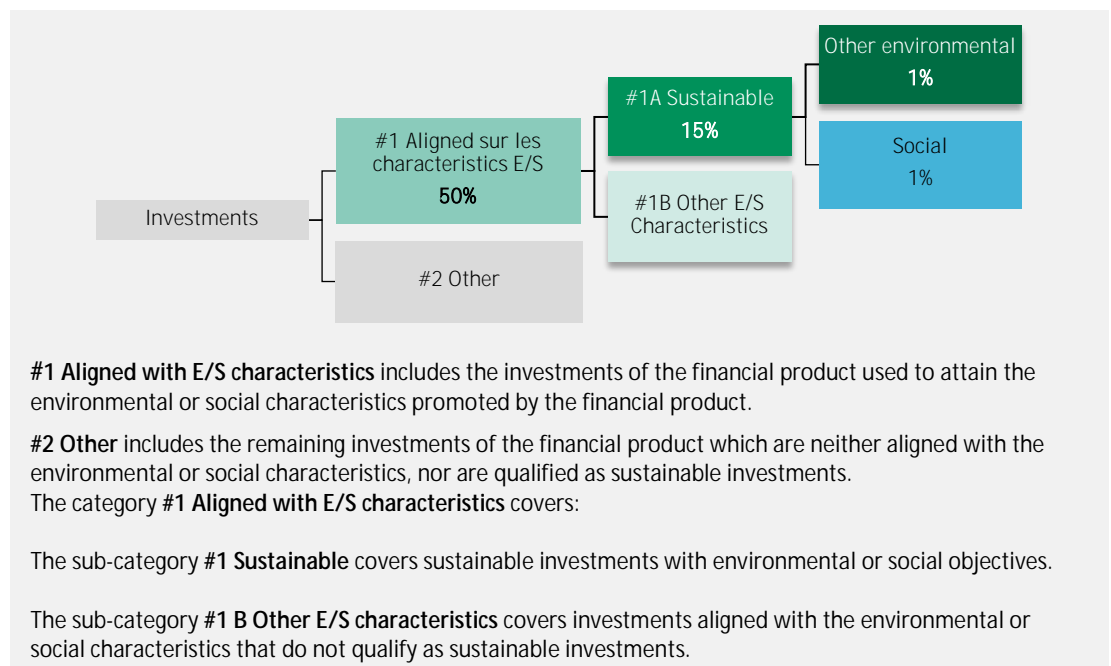 Other environmental
1%
#1A Sustainable
15%
#1 Aligned sur les
characteristics E/S
50%
Social
1%
Investments
#1B Other E/S
Characteristics
#2 Other
#1 Aligned with E/S characteristics includes the investments of the financial product used to attain the
environmental or social characteristics promoted by the financial product.
#2 Other includes the remaining investments of the financial product which are neither aligned with the
environmental or social characteristics, nor are qualified as sustainable investments.
The category #1 Aligned with E/S characteristics covers:
The sub-category #1 Sustainable covers sustainable investments with environmental or social objectives.
The sub-category #1 B Other E/S characteristics covers investments aligned with the environmental or
social characteristics that do not qualify as sustainable investments.